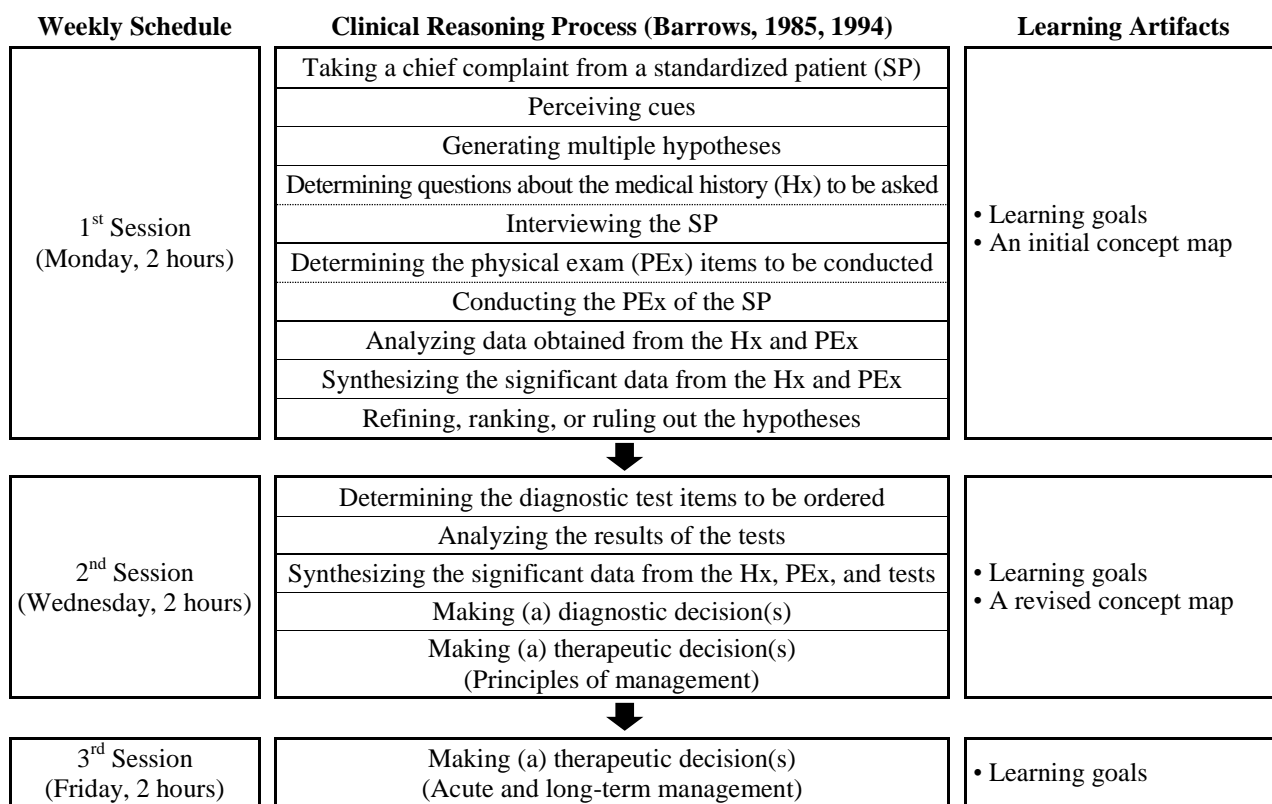 Weekly Schedule
Clinical Reasoning Process (Barrows, 1985, 1994)
Learning Artifacts
1st Session
(Monday, 2 hours)
Taking a chief complaint from a standardized patient (SP)
Perceiving cues
Generating multiple hypotheses
Determining questions about the medical history (Hx) to be asked
Interviewing the SP
Determining the physical exam (PEx) items to be conducted
Conducting the PEx of the SP
Analyzing data obtained from the Hx and PEx
Synthesizing the significant data from the Hx and PEx
Refining, ranking, or ruling out the hypotheses
• Learning goals
• An initial concept map
2nd Session
(Wednesday, 2 hours)
Determining the diagnostic test items to be ordered
Analyzing the results of the tests
Synthesizing the significant data from the Hx, PEx, and tests
Making (a) diagnostic decision(s)
Making (a) therapeutic decision(s)
(Principles of management)
• Learning goals
• A revised concept map
3rd Session
(Friday, 2 hours)
Making (a) therapeutic decision(s)
(Acute and long-term management)
• Learning goals